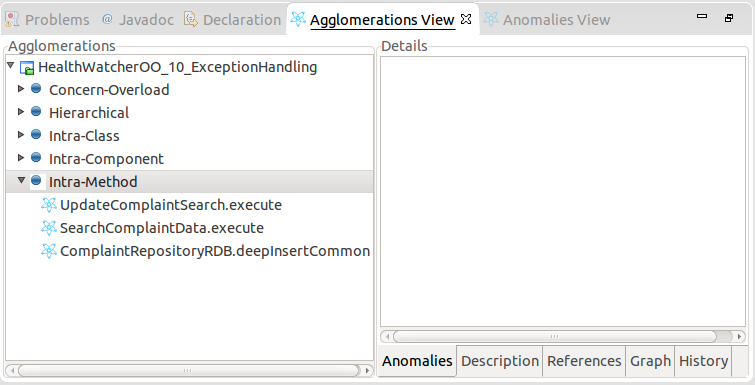 Problems @ Javadoc Declaration Agglomerations View Anomalies View
Agglomerations Details
HealthWatcherOO_10_ExceptionHandling
Concern-Overload
Hierarchical
Intra-Class
Intra-Component
Intra-Method
UpdateComplaintSearch.execute
SearchComplaintData.execute
ComplaintRepositoryRDB.deepInsertCommon
Anomalies Description References Graph History